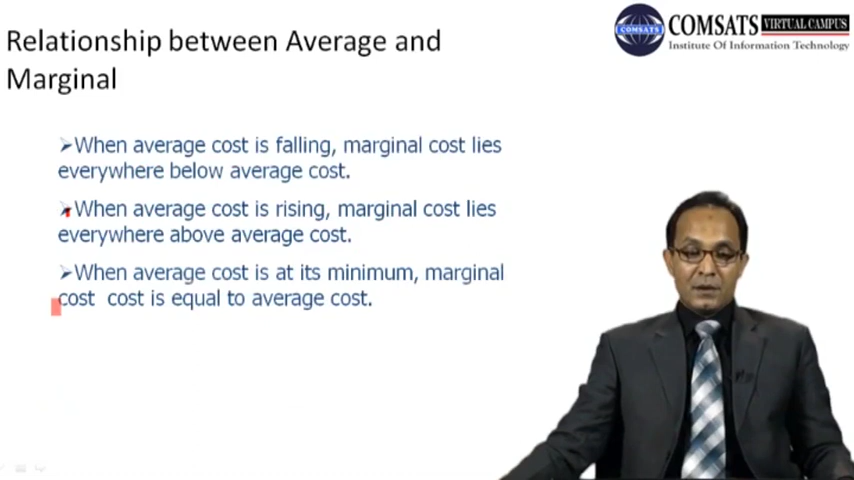 Relationship between Average and
Marginal
COMSATS
COMSATS VIRTUAL CAMPUS
Institute Of Information Technology
➢When average cost is falling, marginal cost lies
everywhere below average cost.
➢When average cost is rising, marginal cost lies
everywhere above average cost.
➢When average cost is at its minimum, marginal
cost cost is equal to average cost.